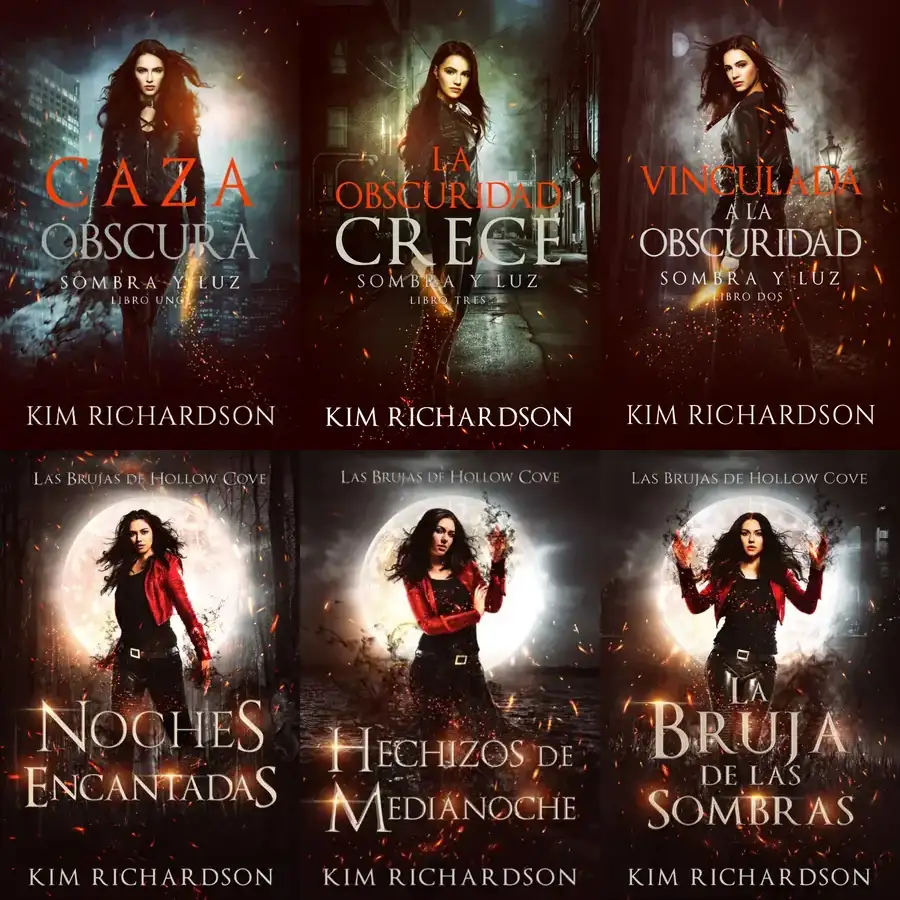 CAZA
OBSCURA
SOMBRA Y LUZ
LIBRO UNO
KIM RICHARDSON
LA
OBSCURIDAD
CRECE
SOMBRA Y LUZ
LIBRO TRES
KIM RICHARDSON
VINCULADA
A LA
OBSCURIDAD
SOMBRA Y LUZ
LIBRO DOS
KIM RICHARDSON
LAS BRUJAS DE HOLLOW COVE
NOCHES
ENCANTADAS
KIM RICHARDSON
LAS BRUJAS DE HOLLOW COVE
HECHIZOS DE
MEDIANOCHE
KIM RICHARDSON
LAS BRUJAS DE HOLLOW COVE
LA
BRUJA
DE LAS
SOMBRAS
KIM RICHARDSON